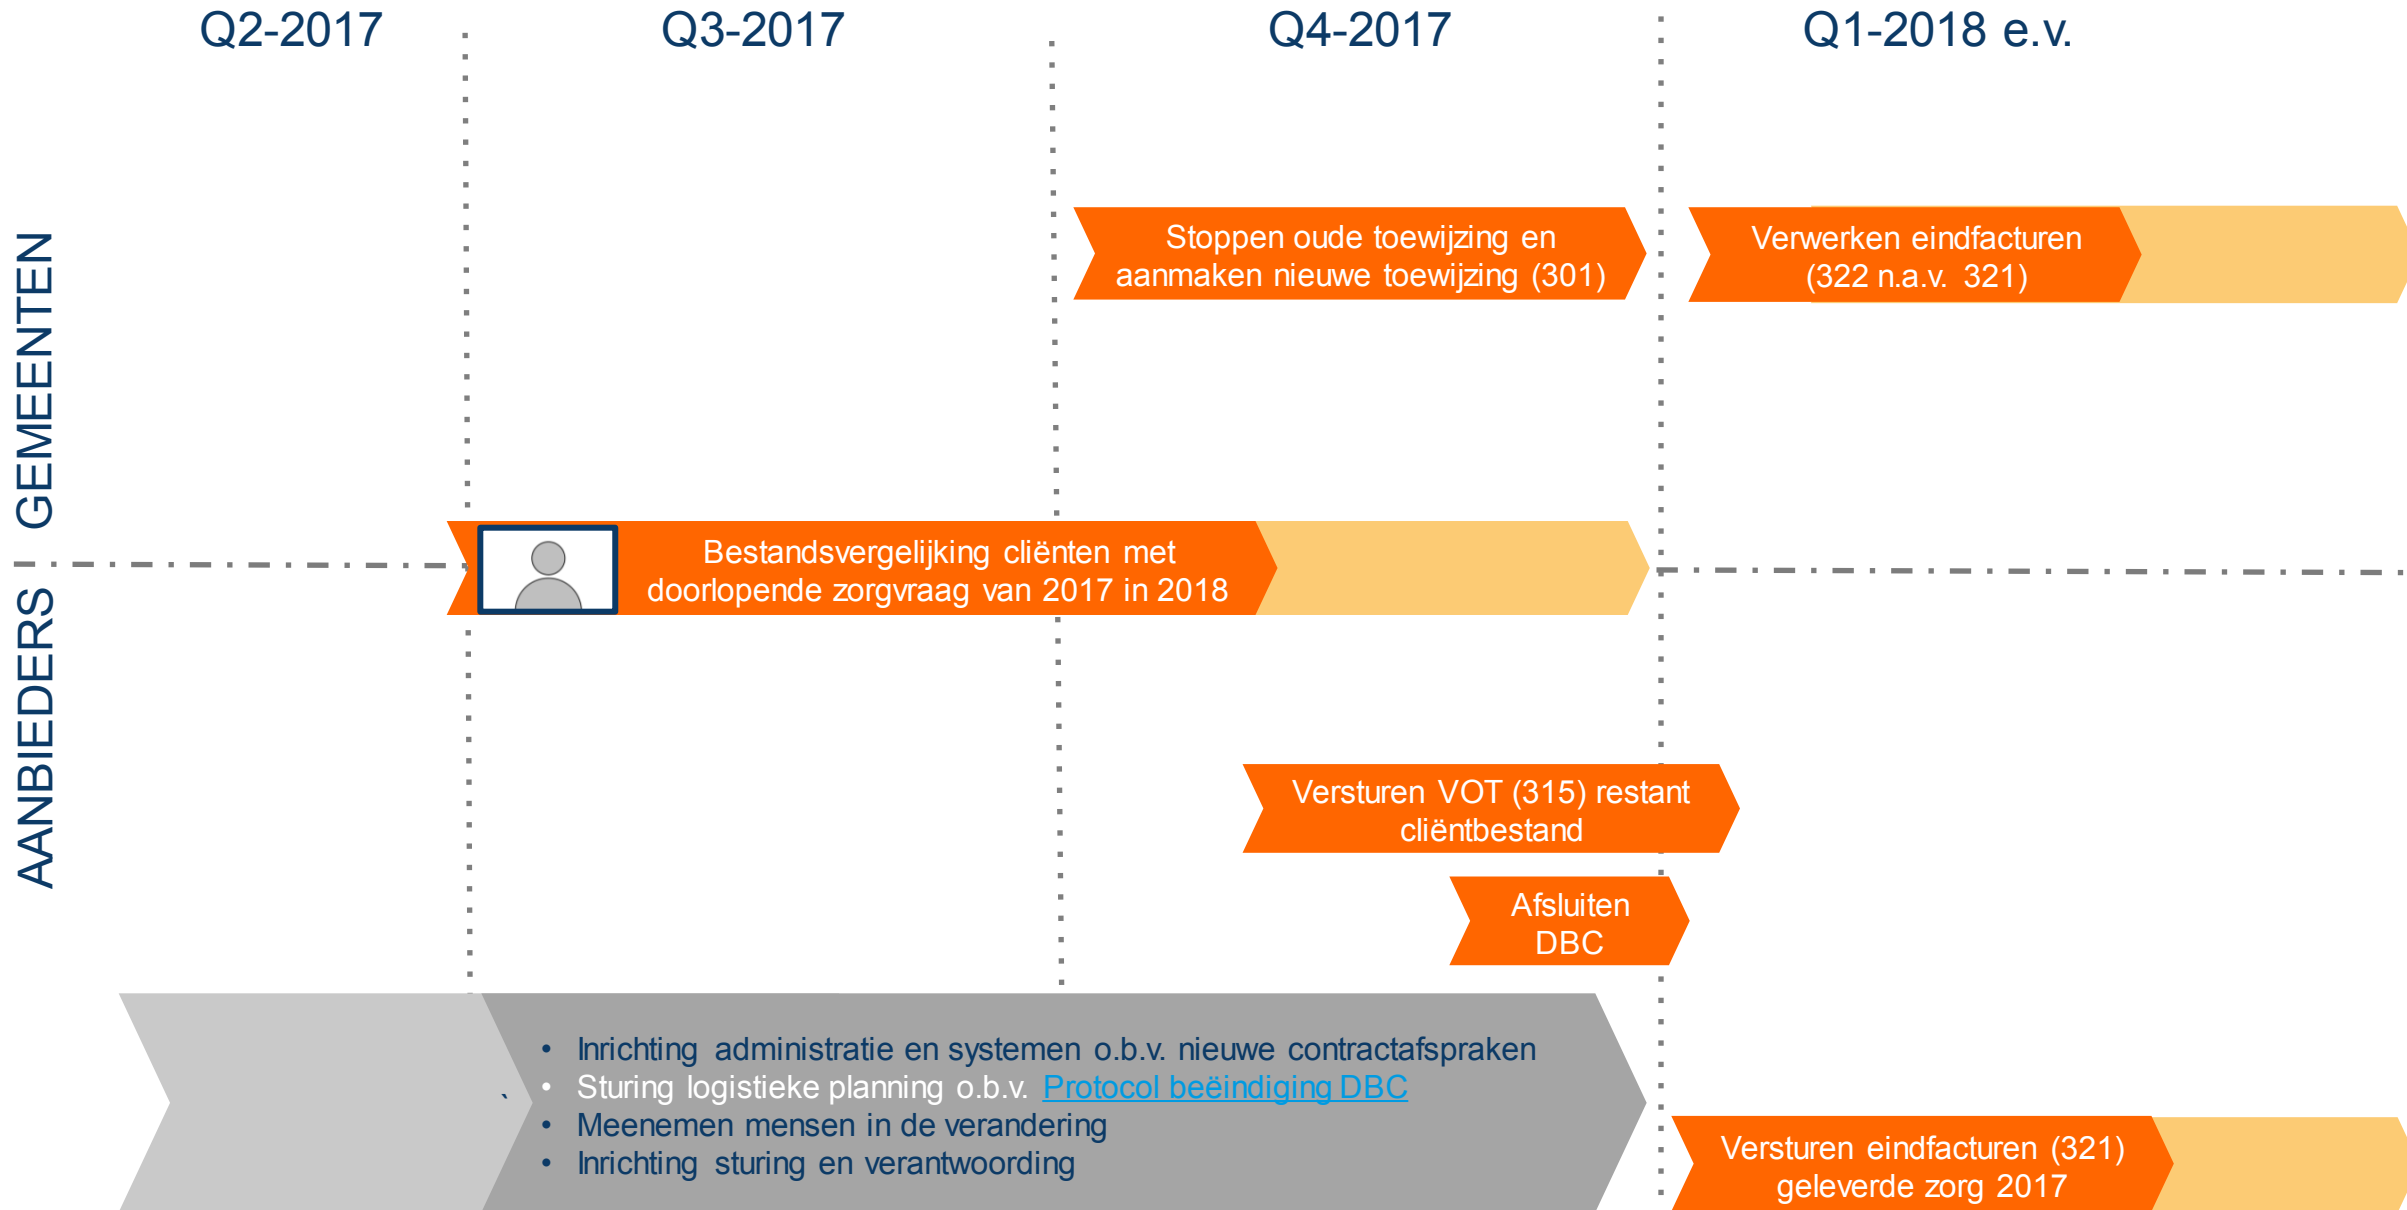 Q2-2017
Q3-2017
Q4-2017
Q1-2018 e.v.
GEMEENTEN
Stoppen oude toewijzing en
aanmaken nieuwe toewijzing (301)
Verwerken eindfacturen
(322 n.a.v. 321)
Bestandsvergelijking cliënten met
doorlopende zorgvraag van 2017 in 2018
AANBIEDERS
Versturen VOT (315) restant
cliëntbestand
Afsluiten
DBC
• Inrichting administratie en systemen o.b.v. nieuwe contractafspraken
` • Sturing logistieke planning o.b.v. Protocol beëindiging DBC
• Meenemen mensen in de verandering
• Inrichting sturing en verantwoording
Versturen eindfacturen (321)
geleverde zorg 2017